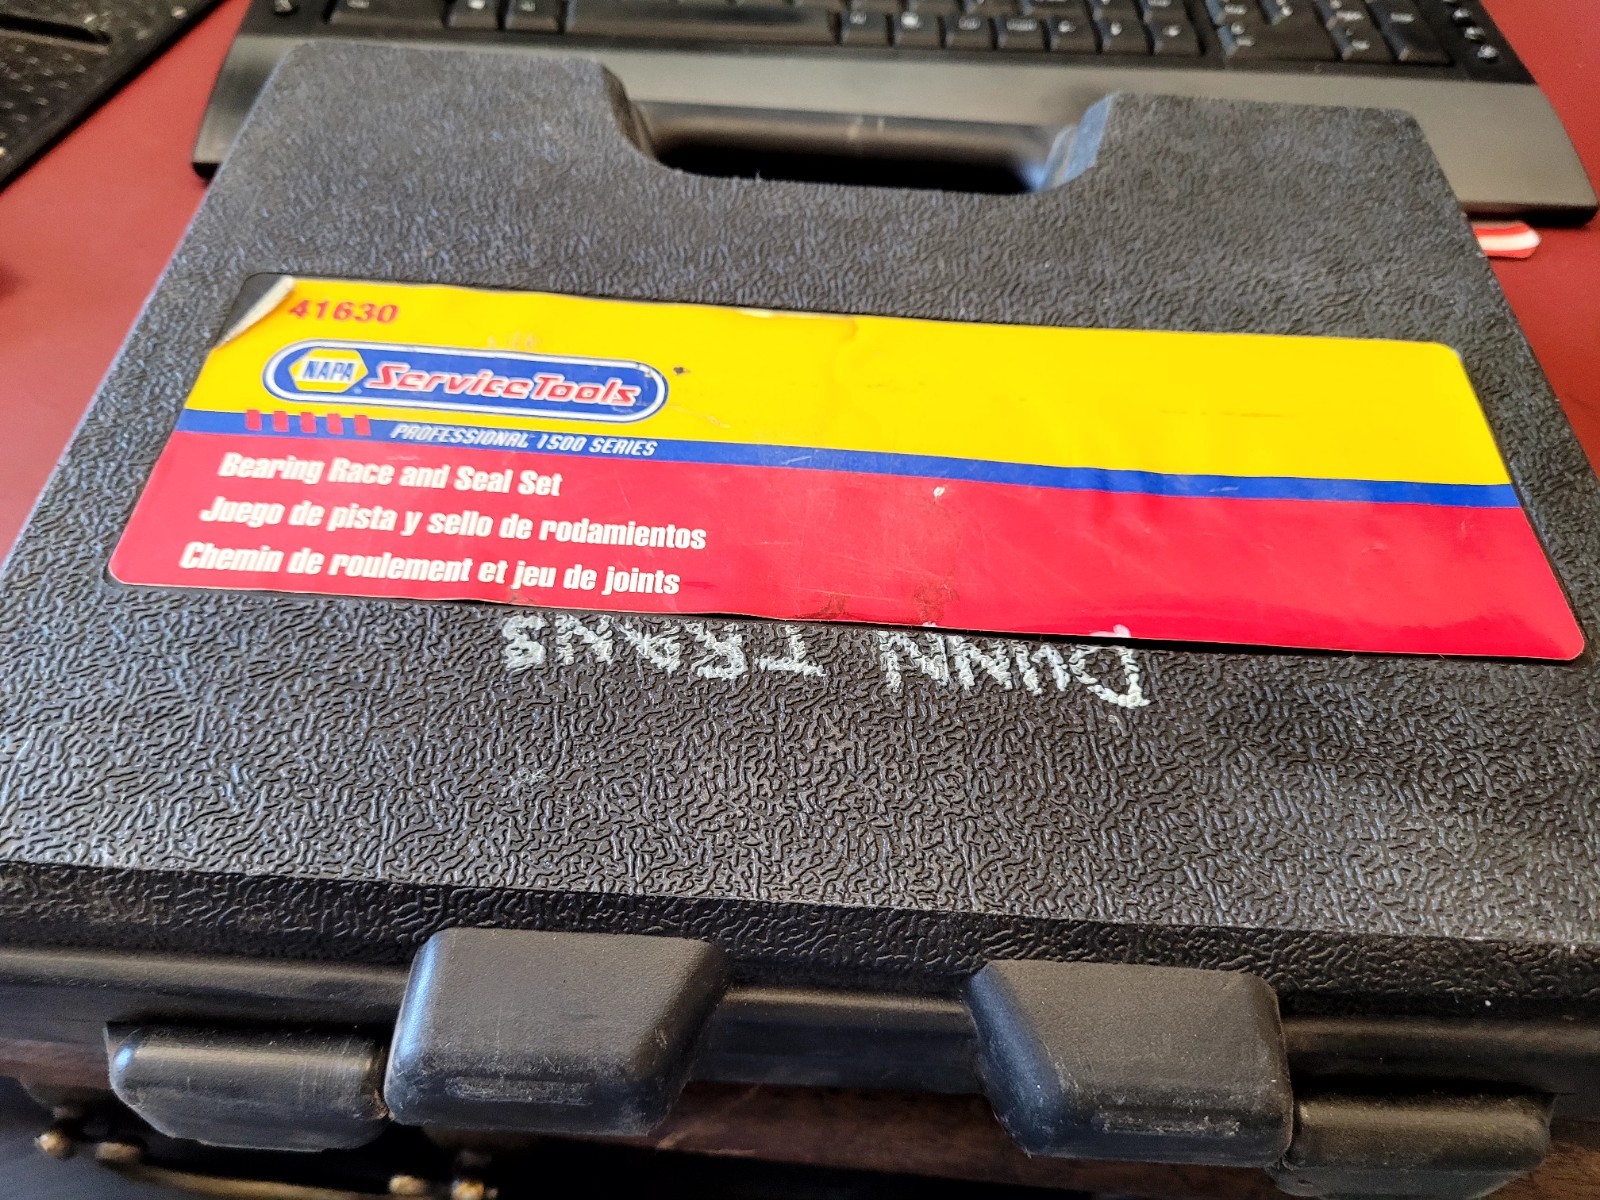 41630
NAPA Service Tools
PROFESSIONAL 1500 SERIES
Bearing Race and Seal Set
Juego de pista y sello de rodamientos
Chemin de roulement et jeu de joints
DUNN TRANS